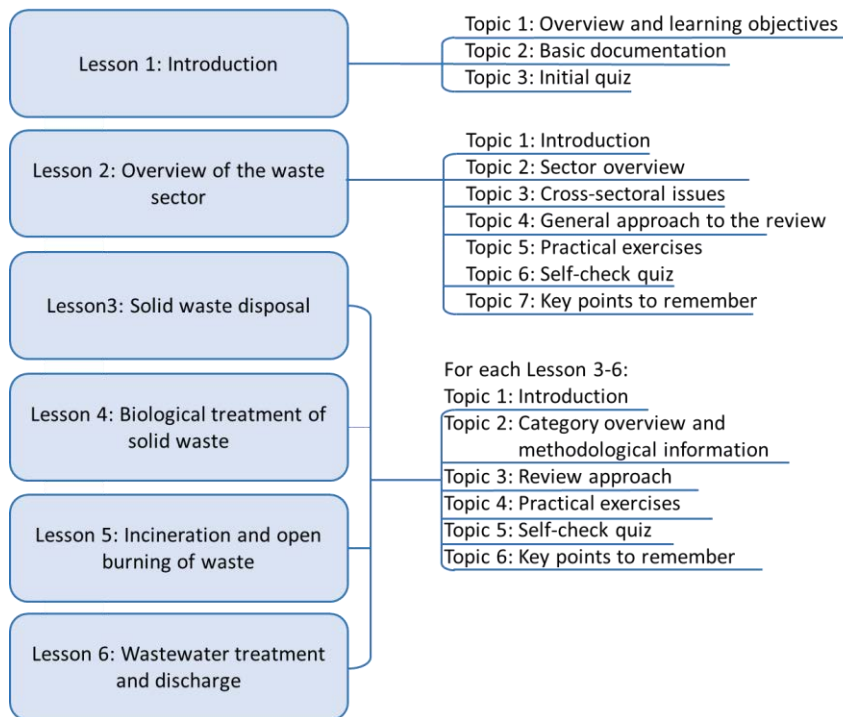 Lesson 1: Introduction
Topic 1: Overview and learning objectives
Topic 2: Basic documentation
Topic 3: Initial quiz
Lesson 2: Overview of the waste
sector
Topic 1: Introduction
Topic 2: Sector overview
Topic 3: Cross-sectoral issues
Topic 4: General approach to the review
Topic 5: Practical exercises
Topic 6: Self-check quiz
Topic 7: Key points to remember
Lesson3: Solid waste disposal
Lesson 4: Biological treatment of
solid waste
Lesson 5: Incineration and open
burning of waste
Lesson 6: Wastewater treatment
and discharge
For each Lesson 3-6:
Topic 1: Introduction
Topic 2: Category overview and
methodological information
Topic 3: Review approach
Topic 4: Practical exercises
Topic 5: Self-check quiz
Topic 6: Key points to remember